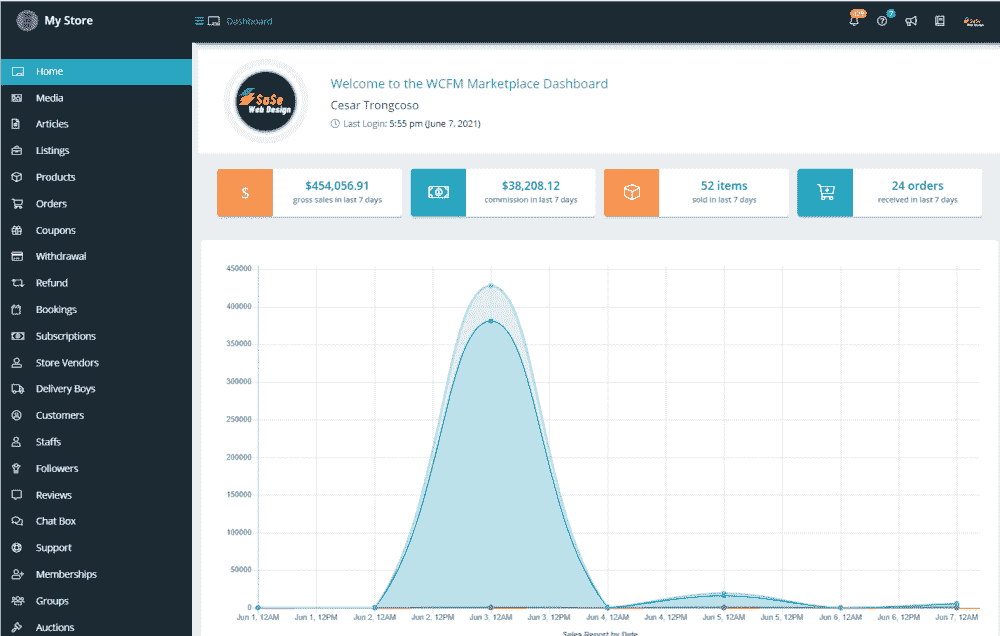 My Store
Dashboard
7
Home
Media
Articles
Listings
Products
Orders
Coupons
Withdrawal
Refund
Bookings
Subscriptions
Store Vendors
Delivery Boys
Customers
Staffs
Followers
Reviews
Chat Box
Support
Memberships
Groups
Auctions
SoSe
Web Design
Welcome to the WCFM Marketplace Dashboard
Cesar Trongcoso
Last Login: 5:55 pm (June 7, 2021)
$
$454,056.91
gross sales in last 7 days
$38,208.12
commission in last 7 days
52 items
sold in last 7 days
24 orders
received in last 7 days
450000
400000
350000
300000
250000
200000
150000
100000
50000
0
Jun 1, 12AM Jun 1, 12PM Jun 2, 12AM Jun 2, 12PM Jun 3, 12AM Jun 3, 12PM Jun 4, 12AM Jun 4, 12PM Jun 5, 12AM Jun 5, 12PM Jun 6, 12AM Jun 6, 12PM Jun 7, 12AM
Sales Report by Date